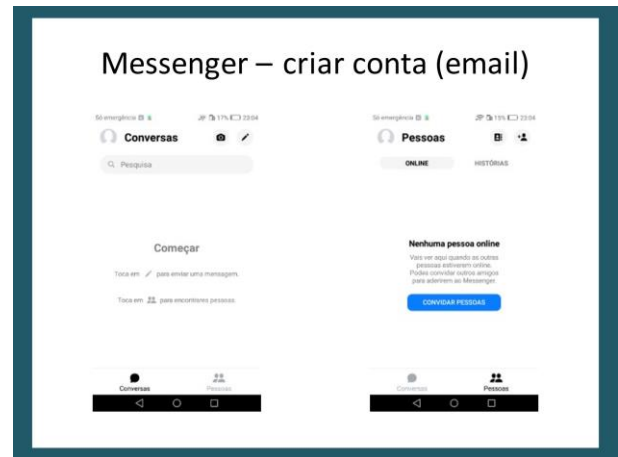 Messenger – criar conta (email)
Só emergência
17% 23:04
Conversas
Pesquisa
Começar
Toca em para enviar uma mensagem.
Toca em para encontrares pessoas.
Conversas
Pessoas
Só emergência
23:04
Pessoas
ONLINE
HISTÓRIAS
Nenhuma pessoa online
Vais ver aqui quando as outras
pessoas estiverem online.
Podes convidar outros amigos
para aderirem ao Messenger.
CONVIDAR PESSOAS
Conversas
Pessoas